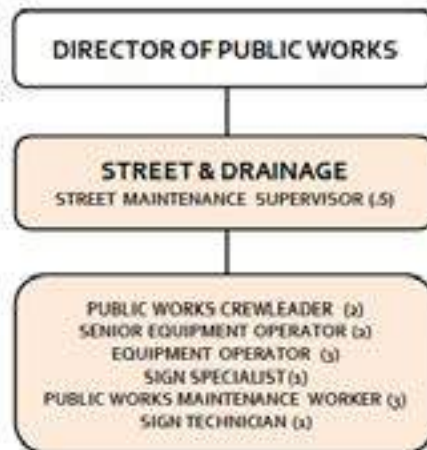 DIRECTOR OF PUBLIC WORKS
STREET & DRAINAGE
STREET MAINTENANCE SUPERVISOR (.5)
PUBLIC WORKS CREWLEADER (2)
SENIOR EQUIPMENT OPERATOR (2)
EQUIPMENT OPERATOR (3)
SIGN SPECIALIST(1)
PUBLIC WORKS MAINTENANCE WORKER (3)
SIGN TECHNICIAN